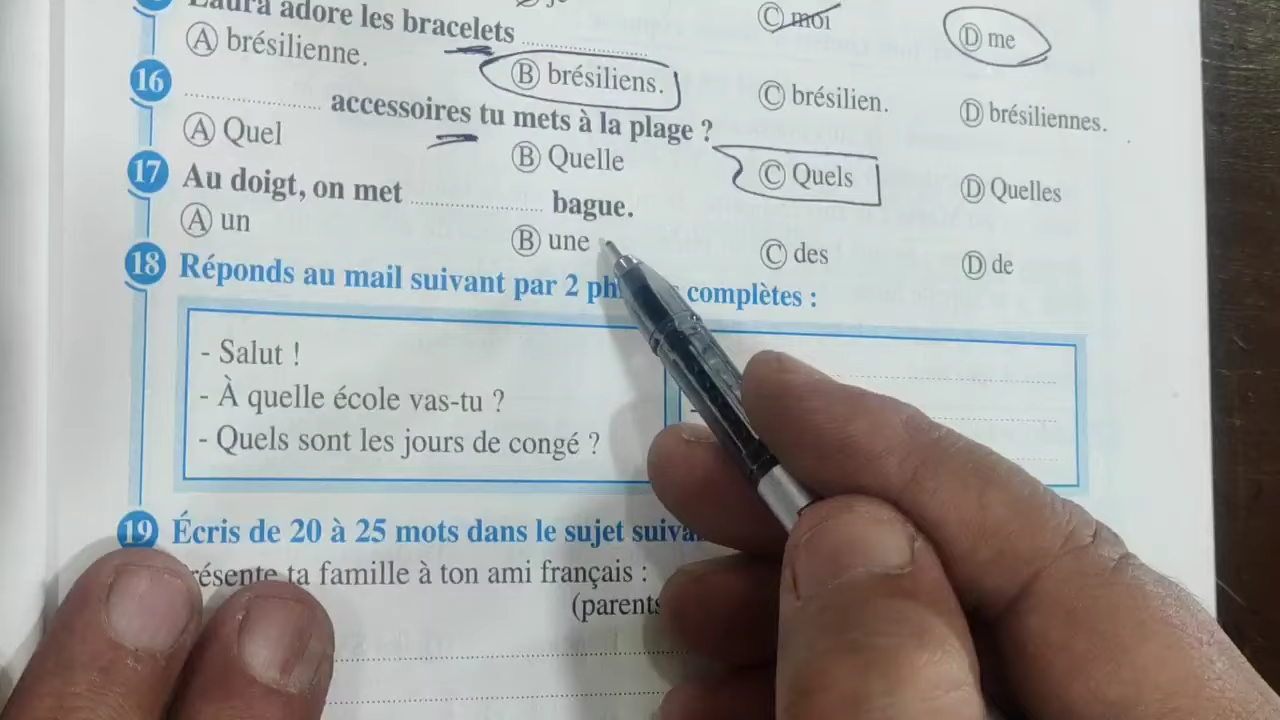 Laura adore les bracelets ....................
Ⓐ brésilienne. Ⓑ brésiliens. Ⓒ brésilien. Ⓓ brésiliennes.
Ⓒ moi Ⓓ me
16 .................... accessoires tu mets à la plage ?
Ⓐ Quel Ⓑ Quelle Ⓒ Quels Ⓓ Quelles
17 Au doigt, on met .................... bague.
Ⓐ un Ⓑ une Ⓒ des Ⓓ de
18 Réponds au mail suivant par 2 complètes :
- Salut !
- À quelle école vas-tu ?
- Quels sont les jours de congé ?
19 Écris de 20 à 25 mots dans le sujet
ta famille à ton ami français :
(parents